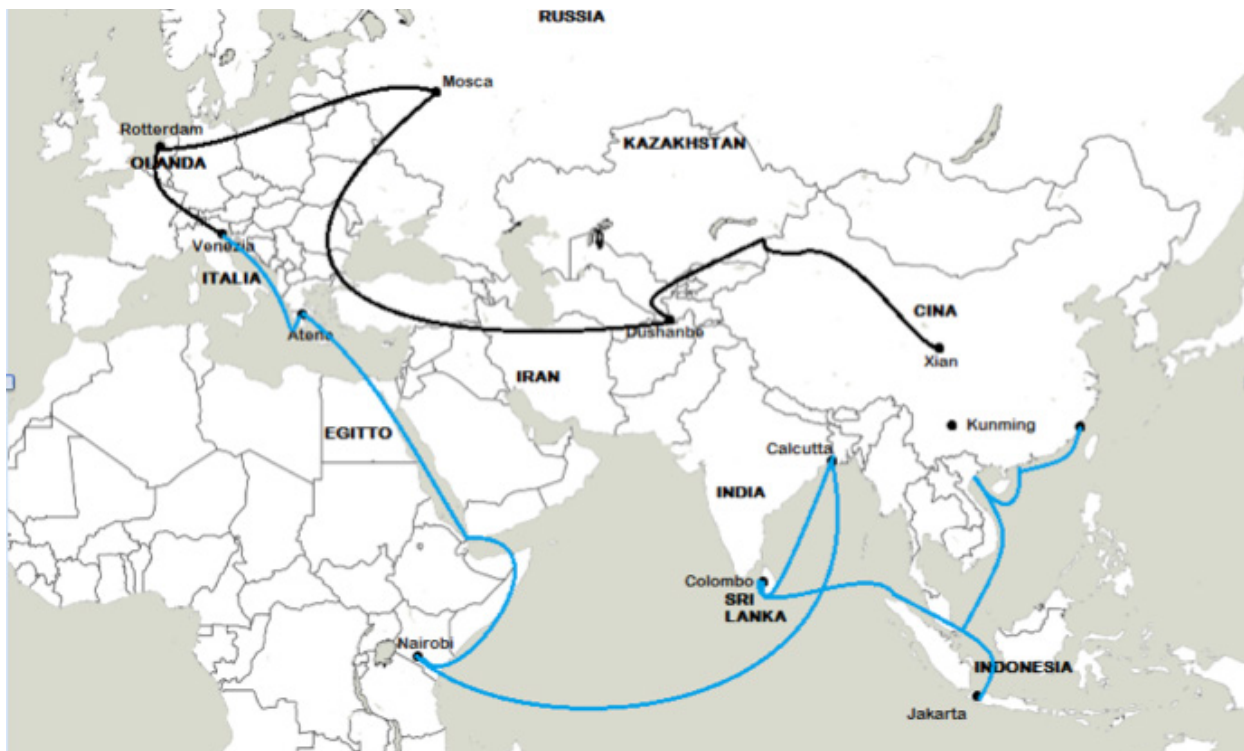 RUSSIA
Mosca
Rotterdam
OLANDA
KAZAKHSTAN
Venezia
ITALIA
Atene
Dushanbe
CINA
Xian
IRAN
EGITTO
Kunming
Calcutta
INDIA
Colombo
SRI
LANKA
Nairobi
INDONESIA
Jakarta